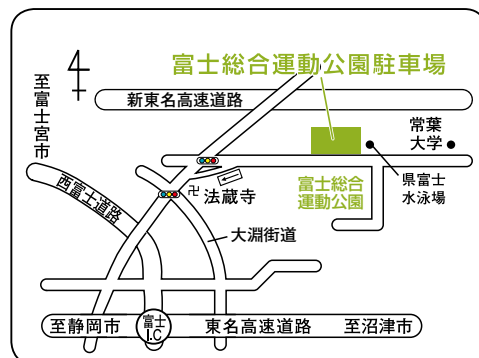 富士総合運動公園駐車場
新東名高速道路
至富士宮市
常葉
大学
県富士
水泳場
富士総合
運動公園
卍 法蔵寺
西富士道路
大淵街道
至静岡市
富士
I.C
東名高速道路
至沼津市